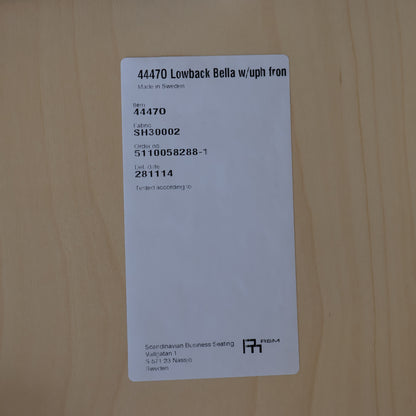 44470 Lowback Bella w/uph fron
Made in Sweden
Item
44470
Fabric
SH30002
Order no
5110058288-1
Del. date
281114
Tested according to
Scandinavian Business Seating
Vallgatan 1
S-571 23 Nässjö
Sweden
RBM